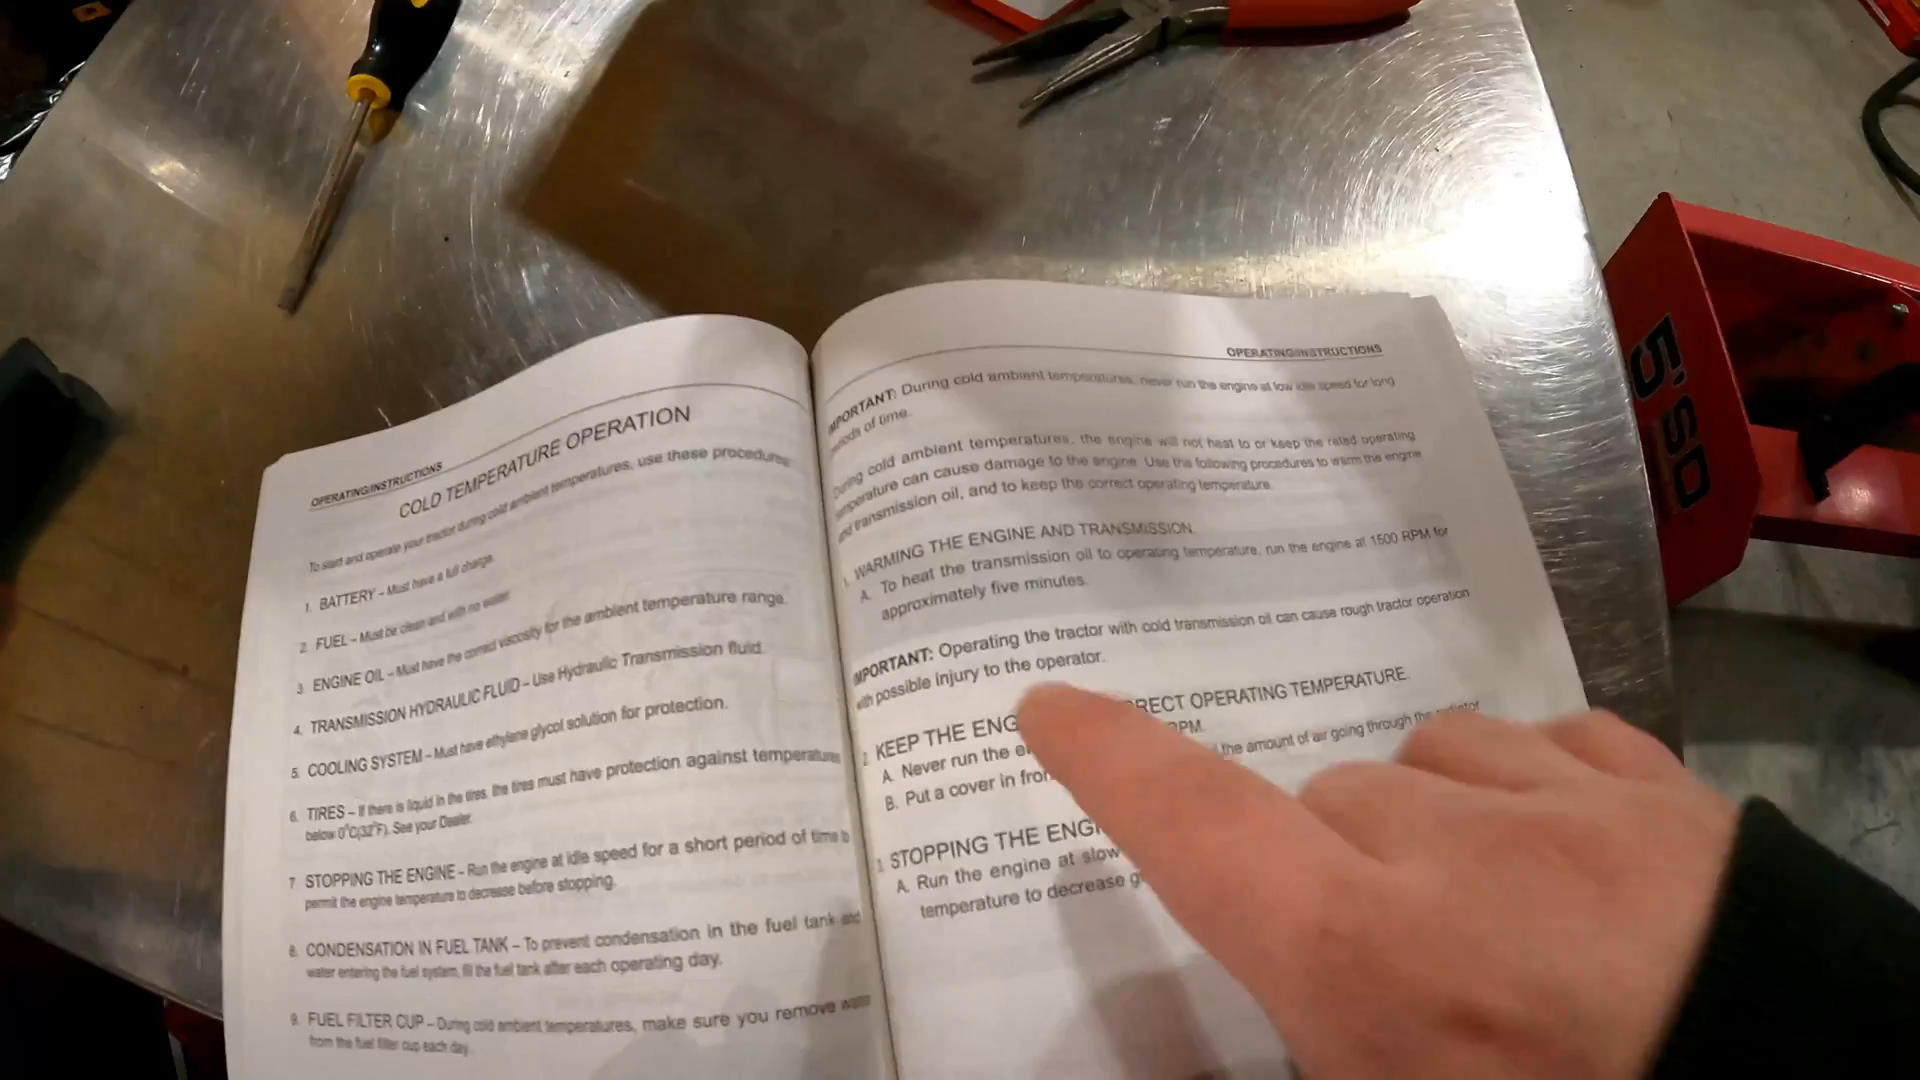 OPERATING/INSTRUCTIONS
COLD TEMPERATURE OPERATION
To start and operate your tractor during cold ambient temperatures, use these procedures
1. BATTERY – Must have a full charge.
2. FUEL – Must be clean and with no water.
3. ENGINE OIL – Must have the correct viscosity for the ambient temperature range.
4. TRANSMISSION HYDRAULIC FLUID – Use Hydraulic Transmission fluid.
5. COOLING SYSTEM – Must have ethylene glycol solution for protection.
6. TIRES – If there is liquid in the tires, the tires must have protection against temperatures
below 0°C(32°F). See your Dealer.
7. STOPPING THE ENGINE – Run the engine at idle speed for a short period of time to
permit the engine temperature to decrease before stopping.
8. CONDENSATION IN FUEL TANK – To prevent condensation in the fuel tank and
water entering the fuel system, fill the fuel tank after each operating day.
9. FUEL FILTER CUP – During cold ambient temperatures, make sure you remove water
from the fuel filter cup each day.
OPERATING/INSTRUCTIONS
IMPORTANT: During cold ambient temperatures, never run the engine at low idle speed for long
periods of time.
During cold ambient temperatures, the engine will not heat to or keep the rated operating
temperature can cause damage to the engine. Use the following procedures to warm the engine
and transmission oil, and to keep the correct operating temperature.
1. WARMING THE ENGINE AND TRANSMISSION.
A. To heat the transmission oil to operating temperature, run the engine at 1500 RPM for
approximately five minutes.
IMPORTANT: Operating the tractor with cold transmission oil can cause rough tractor operation
with possible injury to the operator.
2. KEEP THE ENG RRECT OPERATING TEMPERATURE.
A. Never run the RPM.
B. Put a cover in the amount of air going through the radiator
STOPPING THE
A. Run the engine at slow
temperature to decrease
5' SD